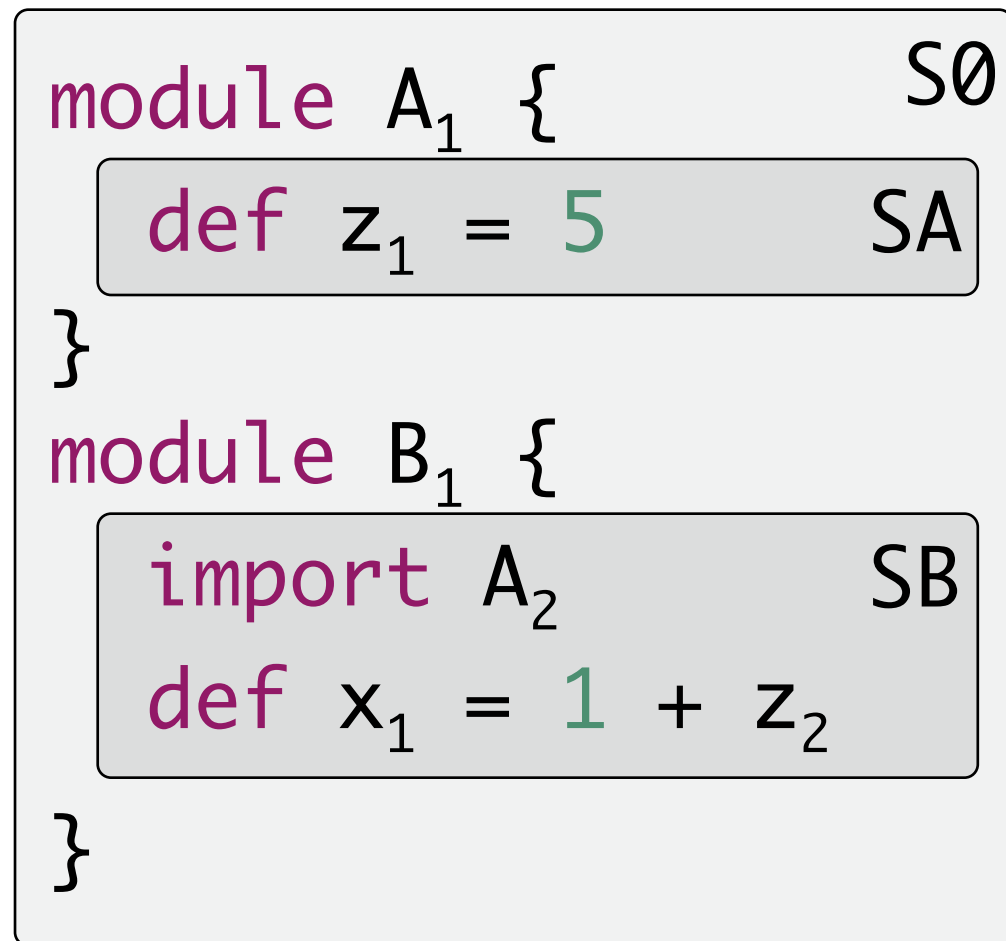 module A₁ { S0
def z₁ = 5 SA
}
module B₁ {
import A₂ SB
def x₁ = 1 + z₂
}